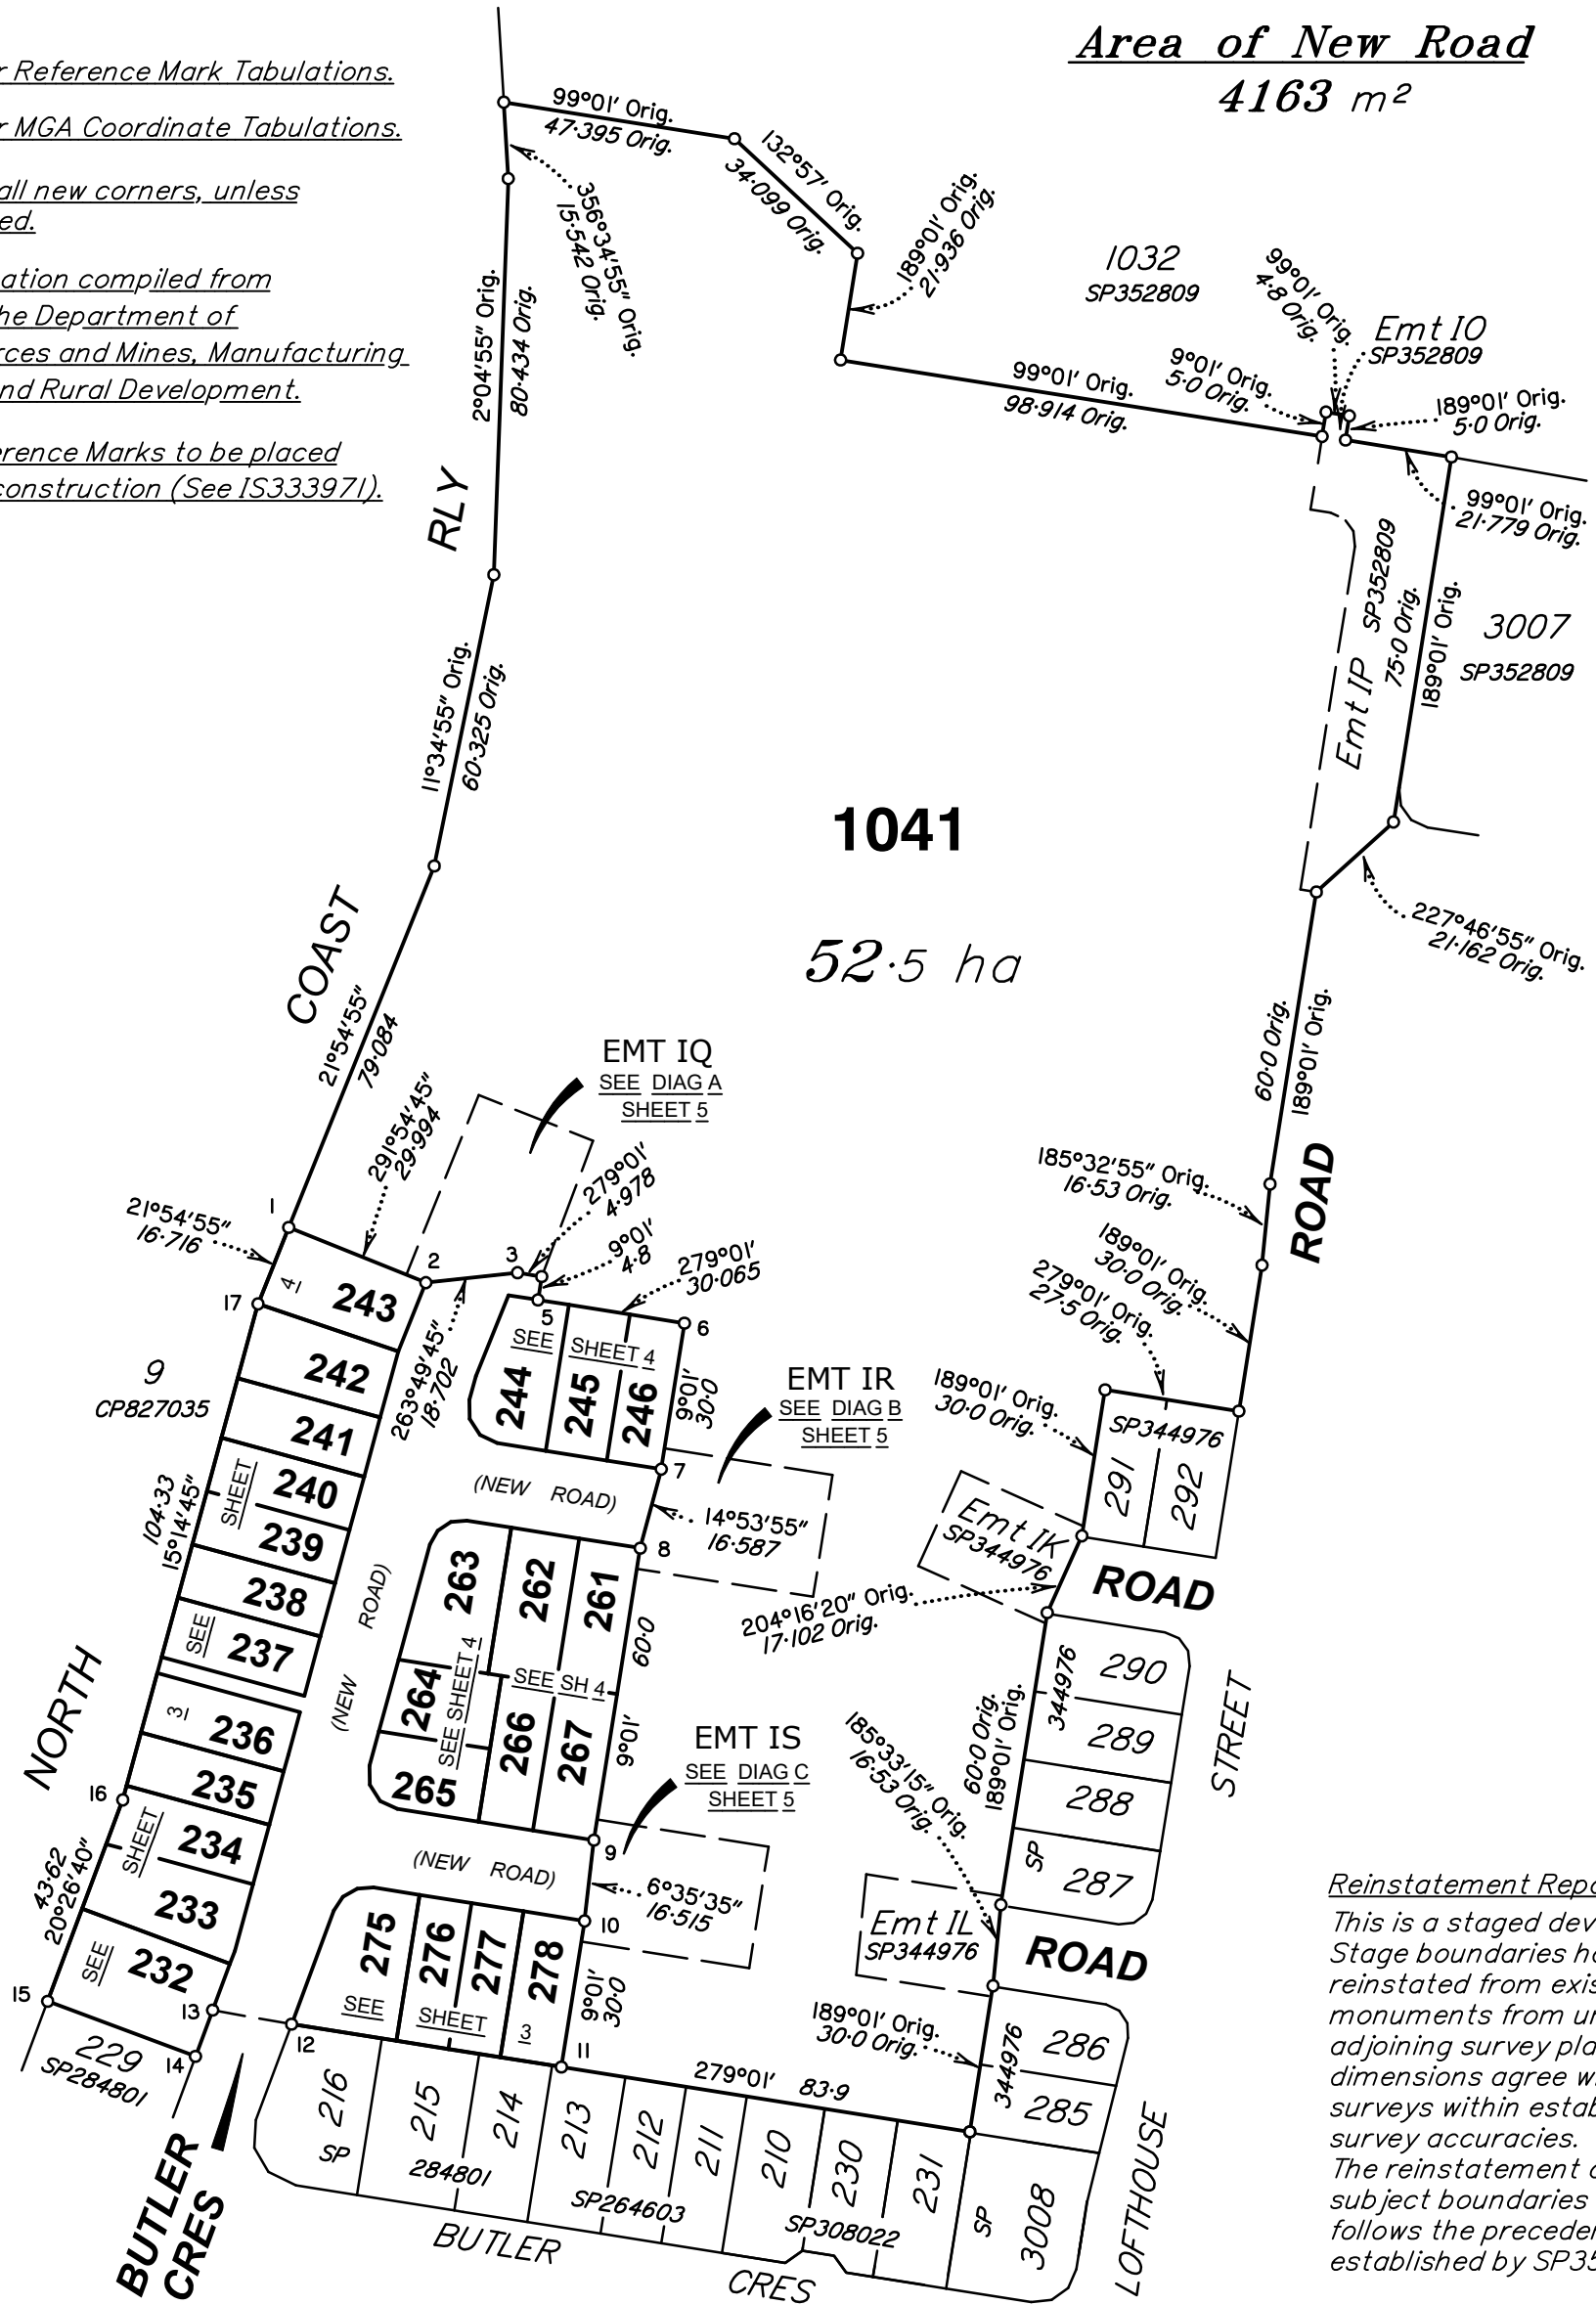 Area of New Road
4163 m²
r Reference Mark Tabulations.
r MGA Coordinate Tabulations.
all new corners, unless
ed.
ation compiled from
he Department of
rces and Mines, Manufacturing
nd Rural Development.
erence Marks to be placed
construction (See IS333971).
99°01' Orig.
47·395 Orig.
132°57' Orig.
34·099 Orig.
356°34'55" Orig.
15·542 Orig.
189°01' Orig.
21·936 Orig.
1032
SP352809
99°01' Orig.
4·8 Orig.
Emt IO
SP352809
9°01' Orig.
5·0 Orig.
99°01' Orig.
98·914 Orig.
189°01' Orig.
5·0 Orig.
99°01' Orig.
21·779 Orig.
2°04'55" Orig.
80·434 Orig.
RLY
Emt IP
SP352809
75·0 Orig.
189°01' Orig.
3007
SP352809
11°34'55" Orig.
60·325 Orig.
1041
52·5 ha
227°46'55" Orig.
21·162 Orig.
COAST
21°54'55"
79·084
60·0 Orig.
189°01' Orig.
EMT IQ
SEE DIAG A
SHEET 5
291°54'45"
29·994
279°01'
4·978
9°01'
4·8
279°01'
30·065
185°32'55" Orig.
16·53 Orig.
ROAD
189°01' Orig.
30·0 Orig.
279°01' Orig.
27·5 Orig.
21°54'55"
16·716
1
2
3
5
6
17
4
243
263°49'45"
18·702
SEE
SHEET 4
244
245
246
9°01'
30·0
9
CP827035
242
241
SHEET
240
239
238
SEE
237
104·33
15°14'45"
EMT IR
SEE DIAG B
SHEET 5
7
(NEW ROAD)
14°53'55"
16·587
8
189°01' Orig.
30·0 Orig.
SP344976
291
292
Emt IK
SP344976
204°16'20" Orig.
17·102 Orig.
ROAD
263
262
261
60·0
9°01'
(NEW ROAD)
264
SEE SHEET 4
SEE SH 4
265
266
267
344976
290
289
288
287
SP
60·0 Orig.
189°01' Orig.
STREET
NORTH
3
236
235
16
SHEET
234
233
SEE
232
43·62
20°26'40"
EMT IS
SEE DIAG C
SHEET 5
9
(NEW ROAD)
6°35'35"
16·515
10
185°33'15" Orig.
16·53 Orig.
Emt IL
SP344976
ROAD
275
276
277
278
SEE
SHEET
3
9°01'
30·0
11
15
13
14
12
229
SP284801
189°01' Orig.
30·0 Orig.
344976
286
285
279°01' 83·9
216
SP
215
214
284801
213
212
211
SP264603
210
230
231
SP308022
SP
3008
LOFTHOUSE
BUTLER
CRES
BUTLER
CRES
Reinstatement Repo
This is a staged dev
Stage boundaries ha
reinstated from exis
monuments from un
adjoining survey pla
dimensions agree wi
surveys within estab
survey accuracies.
The reinstatement o
subject boundaries
follows the preceden
established by SP35